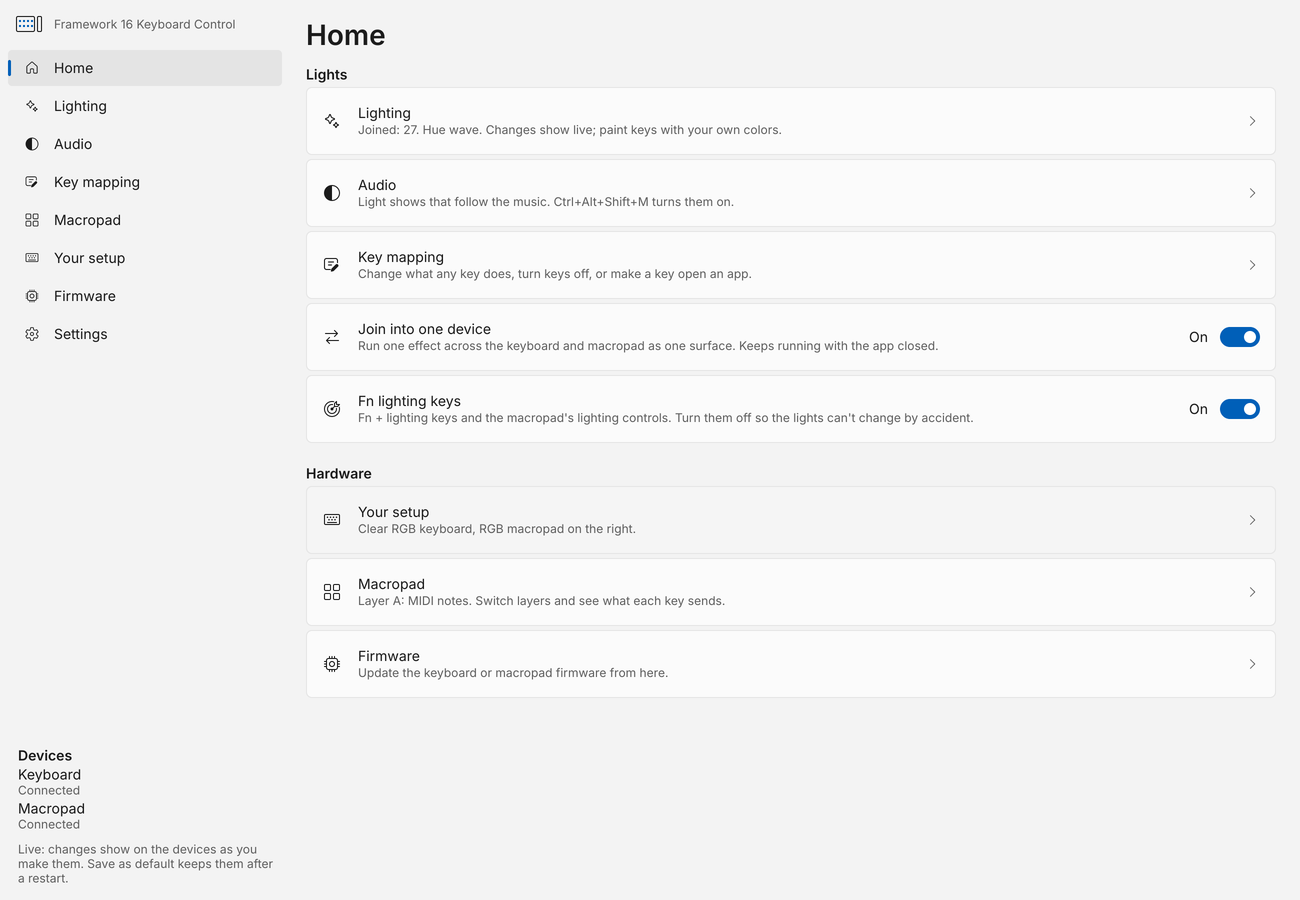 Framework 16 Keyboard Control
Home
Lighting
Audio
Key mapping
Macropad
Your setup
Firmware
Settings
Devices
Keyboard
Connected
Macropad
Connected
Live: changes show on the devices as you
make them. Save as default keeps them after
a restart.
Home
Lights
Lighting
Joined: 27. Hue wave. Changes show live; paint keys with your own colors.
Audio
Light shows that follow the music. Ctrl+Alt+Shift+M turns them on.
Key mapping
Change what any key does, turn keys off, or make a key open an app.
Join into one device
Run one effect across the keyboard and macropad as one surface. Keeps running with the app closed.
On
Fn lighting keys
Fn + lighting keys and the macropad's lighting controls. Turn them off so the lights can't change by accident.
On
Hardware
Your setup
Clear RGB keyboard, RGB macropad on the right.
Macropad
Layer A: MIDI notes. Switch layers and see what each key sends.
Firmware
Update the keyboard or macropad firmware from here.